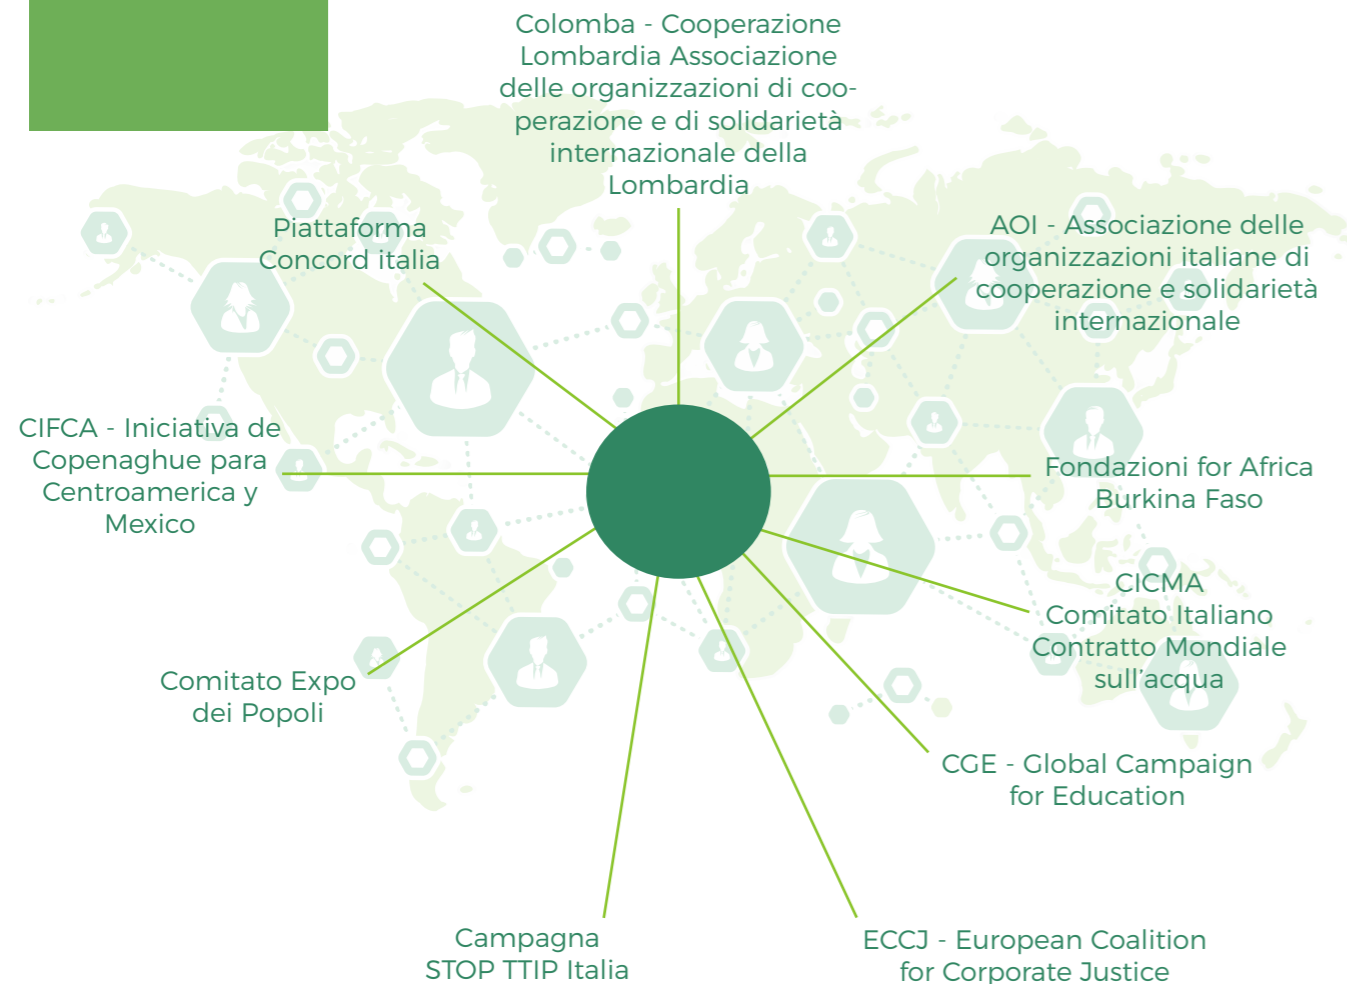 Colomba - Cooperazione
Lombardia Associazione
delle organizzazioni di coo-
perazione e di solidarietà
internazionale della
Lombardia
Piattaforma
Concord italia
AOI - Associazione delle
organizzazioni italiane di
cooperazione e solidarietà
internazionale
CIFCA - Iniciativa de
Copenaghue para
Centroamerica y
Mexico
Fondazioni for Africa
Burkina Faso
CICMA
Comitato Italiano
Contratto Mondiale
sull'acqua
Comitato Expo
dei Popoli
CGE - Global Campaign
for Education
Campagna
STOP TTIP Italia
ECCJ - European Coalition
for Corporate Justice